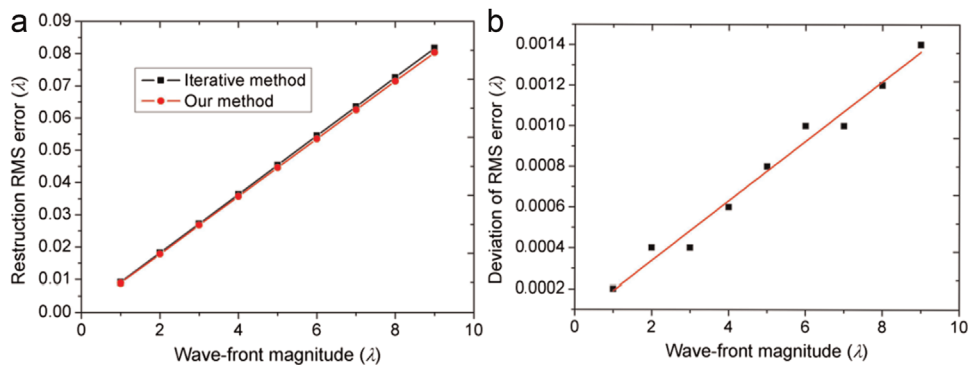 a
0.09
0.08
0.07
0.06
0.05
0.04
0.03
0.02
0.01
0.00
Restruction RMS error (λ)
Iterative method
Our method
0 2 4 6 8 10
Wave-front magnitude (λ)
b
0.0014
0.0012
0.0010
0.0008
0.0006
0.0004
0.0002
Deviation of RMS error (λ)
0 2 4 6 8 10
Wave-front magnitude (λ)